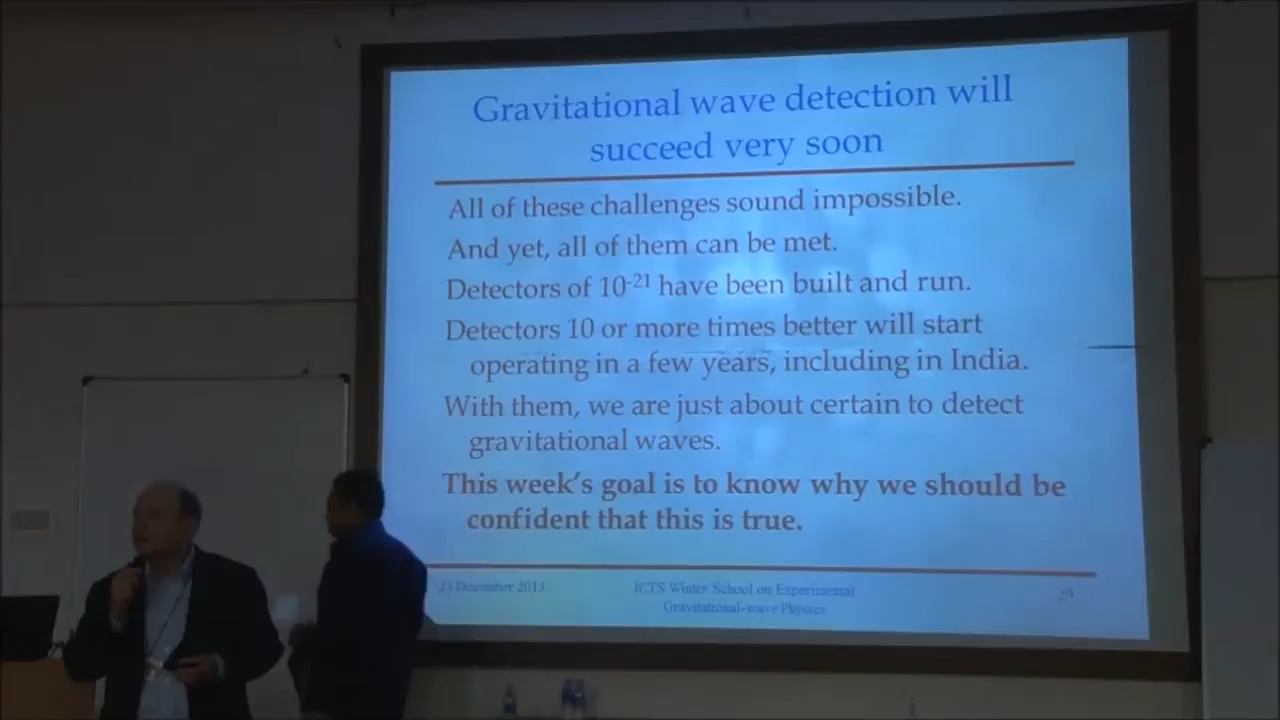 Gravitational wave detection will
succeed very soon
All of these challenges sound impossible.
And yet, all of them can be met.
Detectors of 10⁻²¹ have been built and run.
Detectors 10 or more times better will start
operating in a few years, including in India.
With them, we are just about certain to detect
gravitational waves.
This week's goal is to know why we should be
confident that this is true.
23 December 2013
ICTS Winter School on Experimental
Gravitational-wave Physics
29